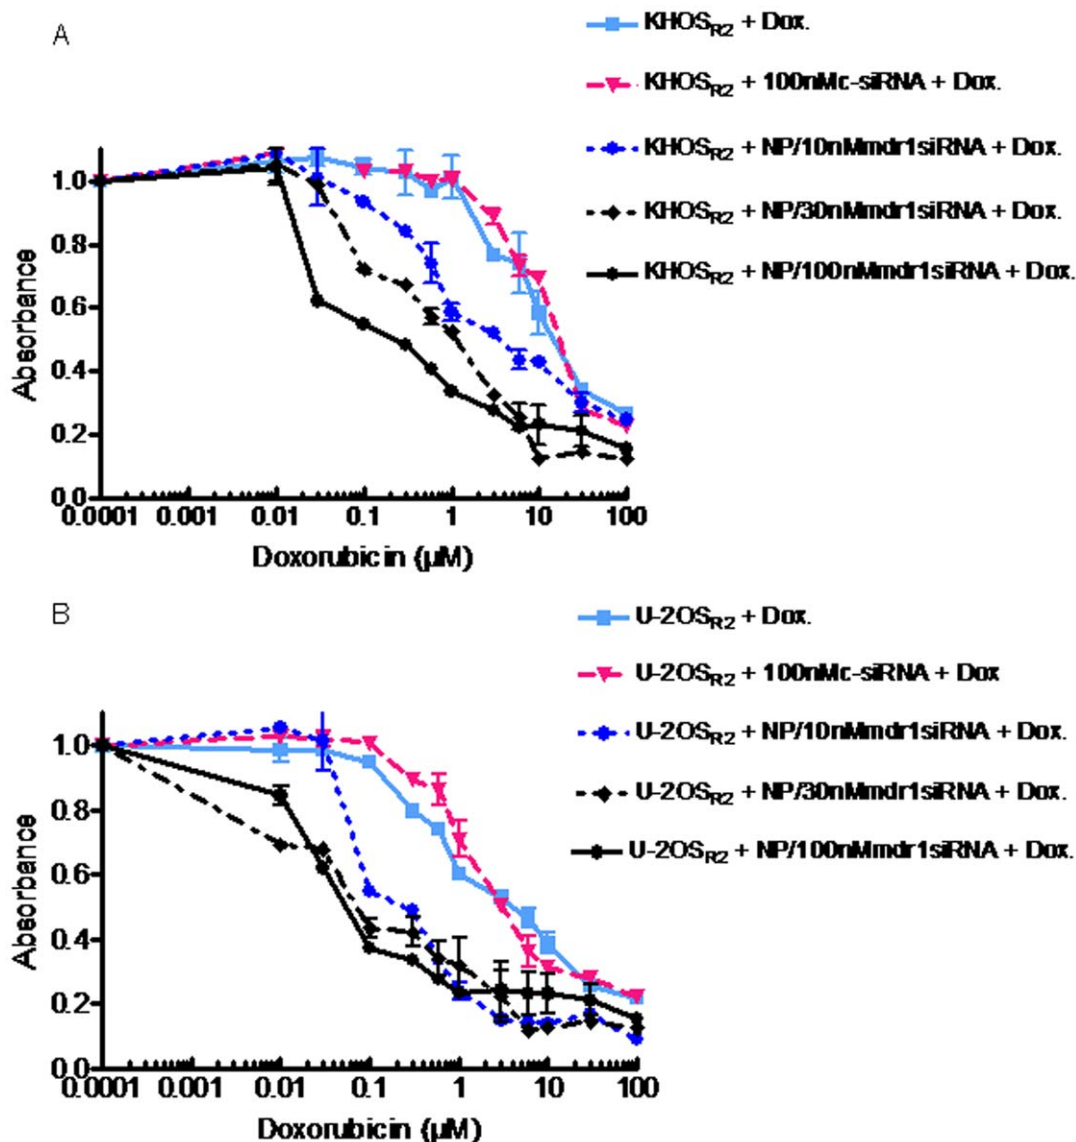 A
KHOSR2 + Dox.
KHOSR2 + 100nMc-siRNA + Dox.
KHOSR2 + NP/10nMmdr1siRNA + Dox.
KHOSR2 + NP/30nMmdr1siRNA + Dox.
KHOSR2 + NP/100nMmdr1siRNA + Dox.
1.0
0.8
0.6
0.4
0.2
0.0
Absorbance
0.0001 0.001 0.01 0.1 1 10 100
Doxorubicin (µM)
B
U-2OSR2 + Dox.
U-2OSR2 + 100nMc-siRNA + Dox
U-2OSR2 + NP/10nMmdr1siRNA + Dox.
U-2OSR2 + NP/30nMmdr1siRNA + Dox.
U-2OSR2 + NP/100nMmdr1siRNA + Dox.
1.0
0.8
0.6
0.4
0.2
0.0
Absorbance
0.0001 0.001 0.01 0.1 1 10 100
Doxorubicin (µM)